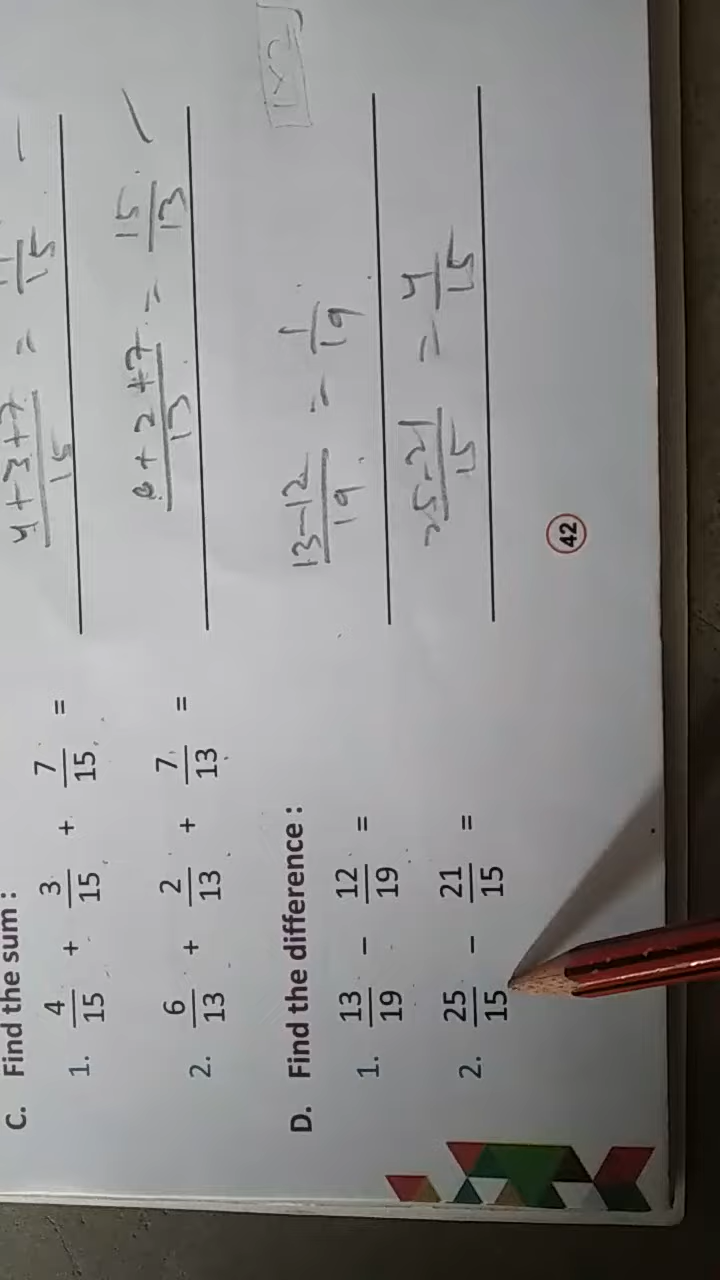 C. Find the sum :
1. 4/15 + 3/15 + 7/15 = 4+3+7/15 = /15
2. 6/13 + 2/13 + 7/13 = 6+2+7/13 = 15/13
D. Find the difference :
1. 13/19 - 12/19 = 13-12/19 = 1/19
2. 25/15 - 21/15 = 25-21/15 = 4/15
42